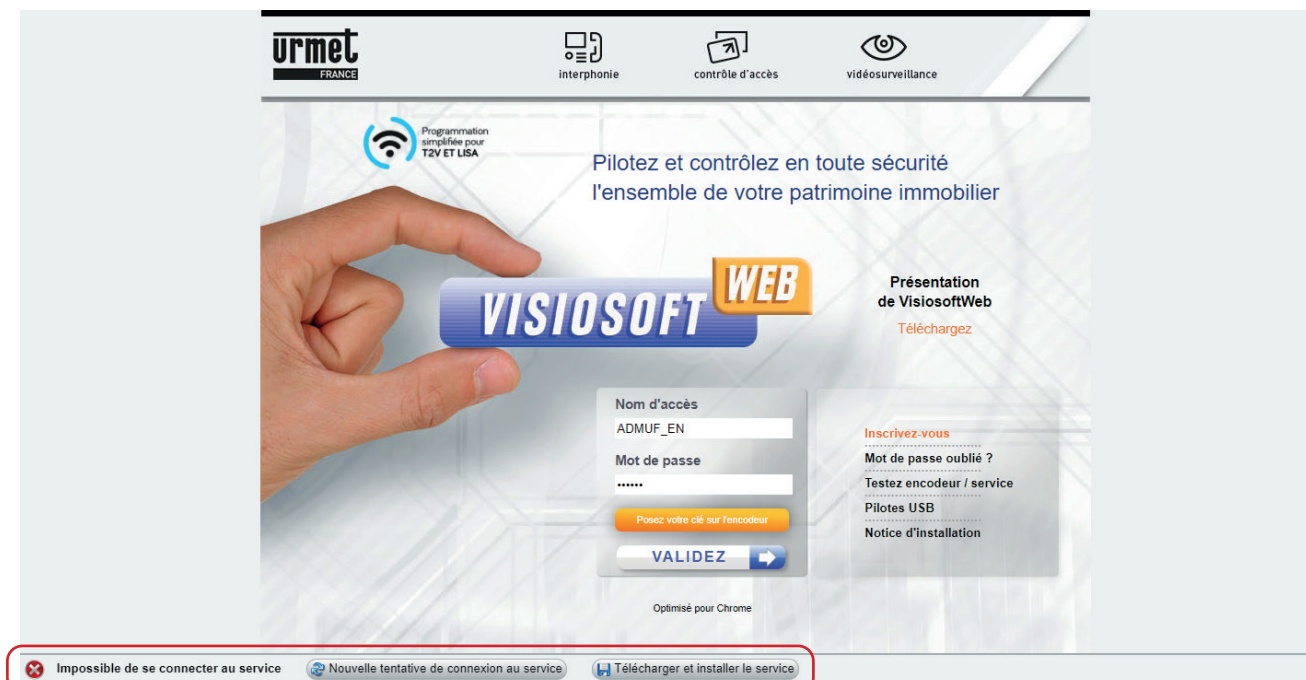 urmet
FRANCE
interphonie
contrôle d'accès
vidéosurveillance
Programmation
simplifiée pour
T2V ET LISA
Pilotez et contrôlez en toute sécurité
l'ensemble de votre patrimoine immobilier
VISIOSOFT WEB
Présentation
de VisiosoftWeb
Téléchargez
Nom d'accès
ADMUF_EN
Mot de passe
••••••
Posez votre clé sur l'encodeur
VALIDEZ
Inscrivez-vous
Mot de passe oublié ?
Testez encodeur / service
Pilotes USB
Notice d'installation
Optimisé pour Chrome
Impossible de se connecter au service
Nouvelle tentative de connexion au service
Télécharger et installer le service